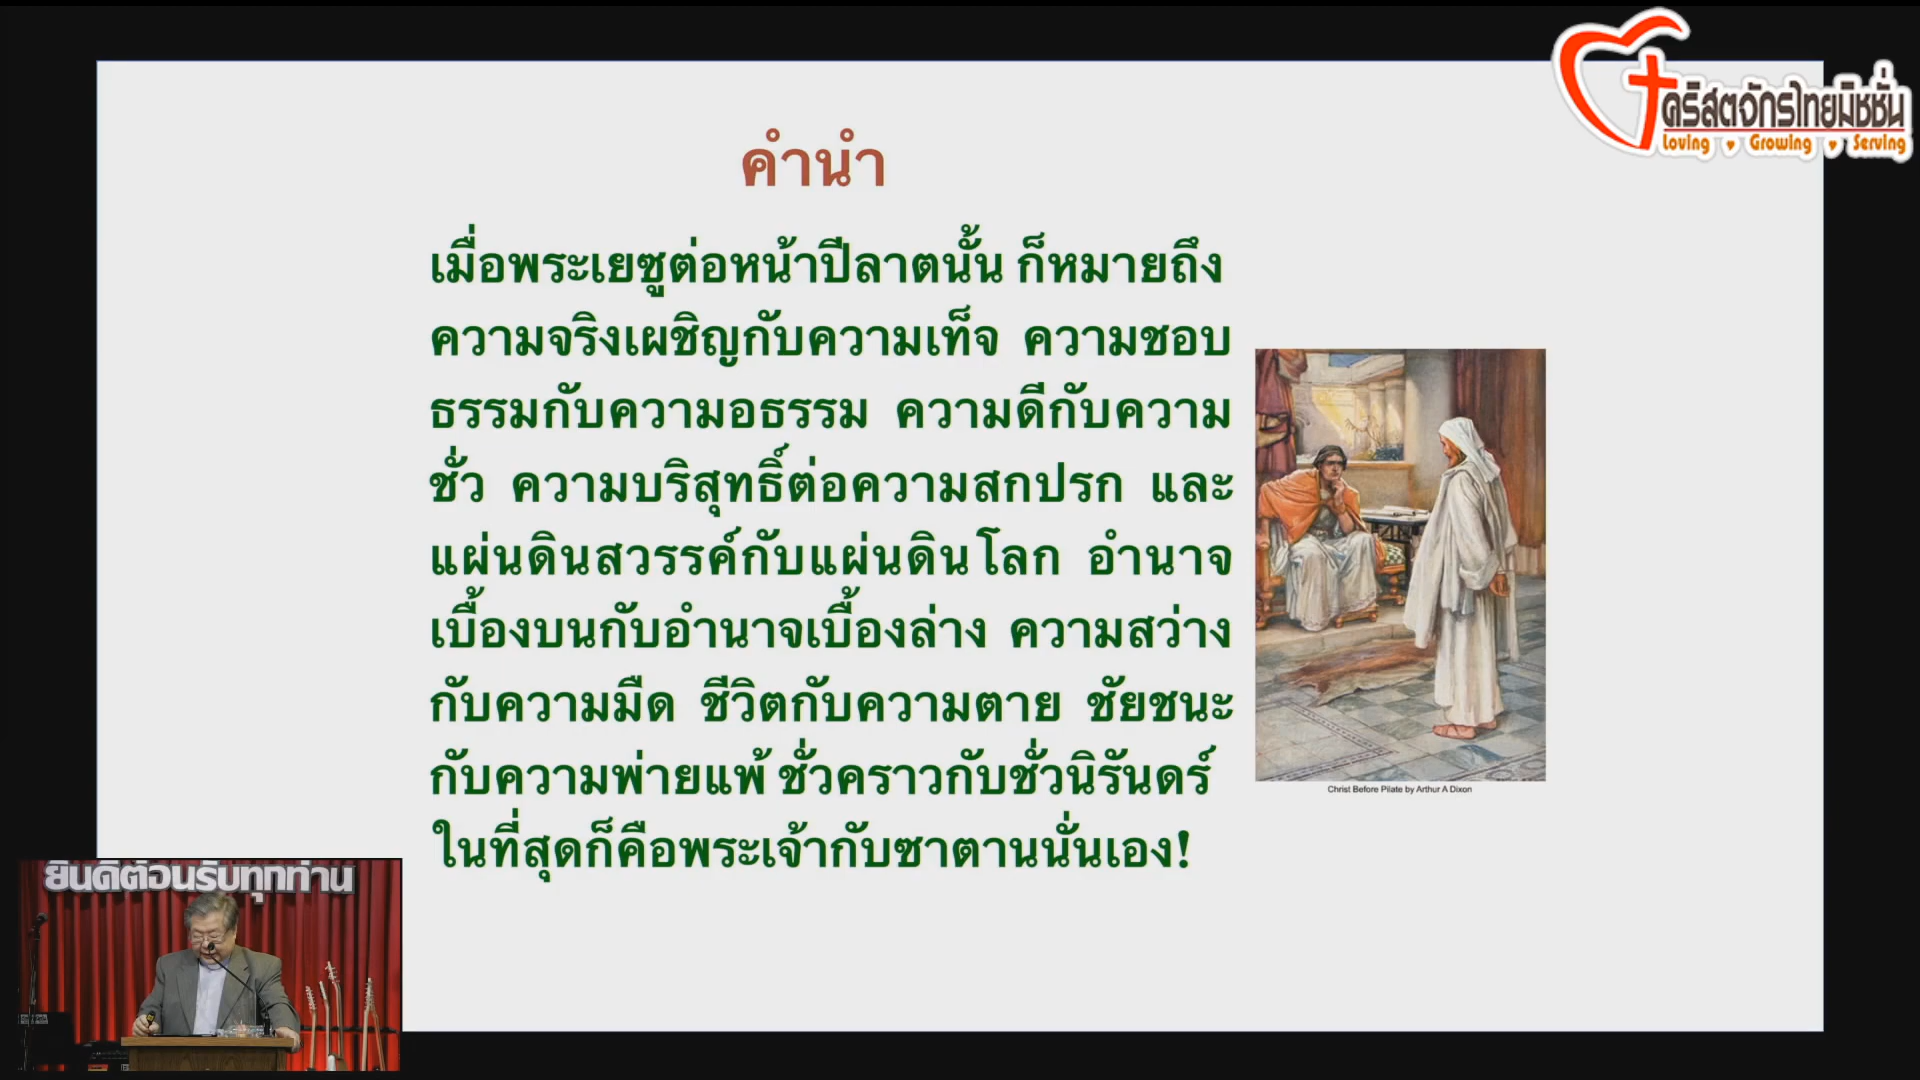 คริสตจักรไทยมิชชั่น
Loving ♥ Growing ♥ Serving
คำนำ
เมื่อพระเยซูต่อหน้าปีลาตนั้น ก็หมายถึง
ความจริงเผชิญกับความเท็จ ความชอบ
ธรรมกับความอธรรม ความดีกับความ
ชั่ว ความบริสุทธิ์ต่อความสกปรก และ
แผ่นดินสวรรค์กับแผ่นดินโลก อำนาจ
เบื้องบนกับอำนาจเบื้องล่าง ความสว่าง
กับความมืด ชีวิตกับความตาย ชัยชนะ
กับความพ่ายแพ้ ชั่วคราวกับชั่วนิรันดร์
ในที่สุดก็คือพระเจ้ากับซาตานนั่นเอง!
Christ Before Pilate by Arthur A Dixon
ยินดีต้อนรับทุกท่าน